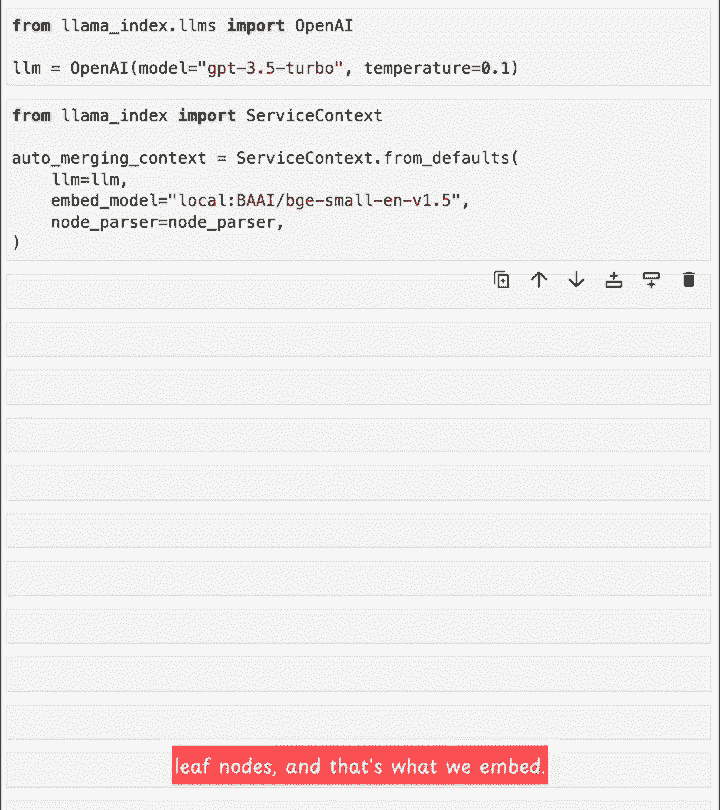 from llama_index.llms import OpenAI
llm = OpenAI(model="gpt-3.5-turbo", temperature=0.1)
from llama_index import ServiceContext
auto_merging_context = ServiceContext.from_defaults(
    llm=llm,
    embed_model="local:BAAI/bge-small-en-v1.5",
    node_parser=node_parser,
)
leaf nodes, and that's what we embed.